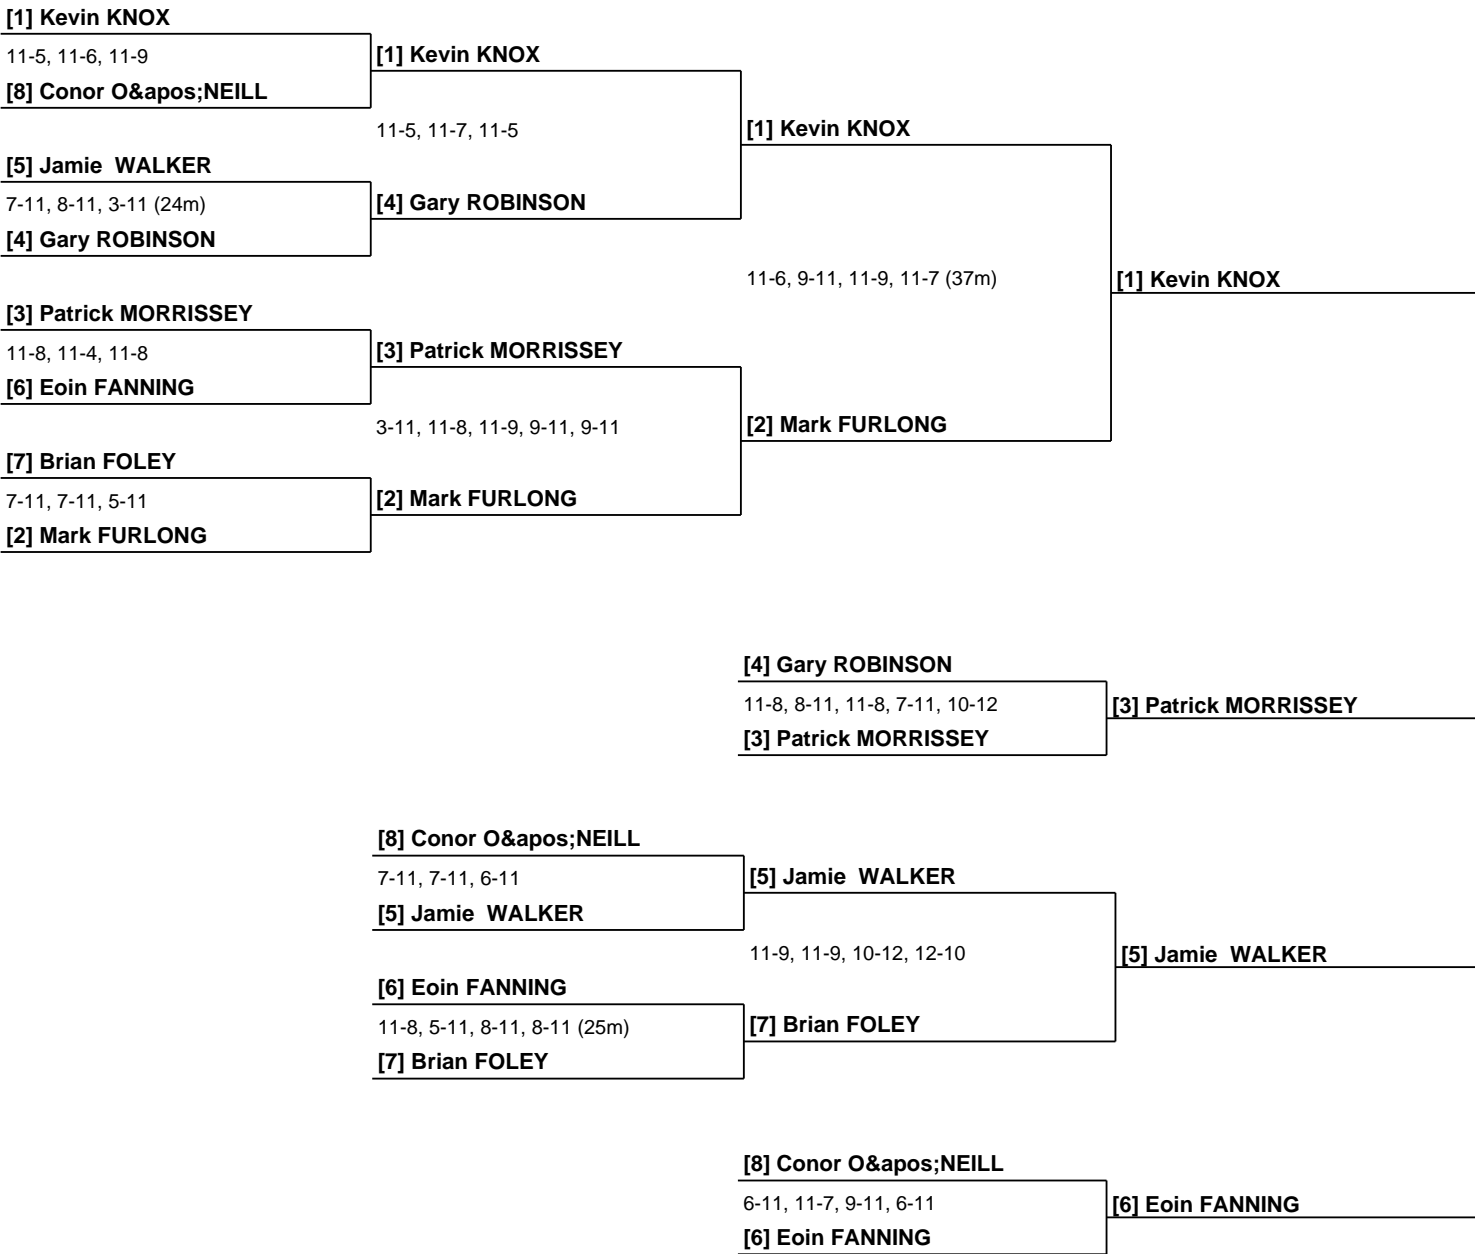 [1] Kevin KNOX
11-5, 11-6, 11-9
[1] Kevin KNOX
[8] Conor O&apos;NEILL
11-5, 11-7, 11-5
[1] Kevin KNOX
[5] Jamie  WALKER
7-11, 8-11, 3-11 (24m)
[4] Gary ROBINSON
[4] Gary ROBINSON
11-6, 9-11, 11-9, 11-7 (37m)
[1] Kevin KNOX
[3] Patrick MORRISSEY
11-8, 11-4, 11-8
[3] Patrick MORRISSEY
[6] Eoin FANNING
3-11, 11-8, 11-9, 9-11, 9-11
[2] Mark FURLONG
[7] Brian FOLEY
7-11, 7-11, 5-11
[2] Mark FURLONG
[2] Mark FURLONG
[4] Gary ROBINSON
11-8, 8-11, 11-8, 7-11, 10-12
[3] Patrick MORRISSEY
[3] Patrick MORRISSEY
[8] Conor O&apos;NEILL
7-11, 7-11, 6-11
[5] Jamie  WALKER
[5] Jamie  WALKER
11-9, 11-9, 10-12, 12-10
[5] Jamie  WALKER
[6] Eoin FANNING
11-8, 5-11, 8-11, 8-11 (25m)
[7] Brian FOLEY
[7] Brian FOLEY
[8] Conor O&apos;NEILL
6-11, 11-7, 9-11, 6-11
[6] Eoin FANNING
[6] Eoin FANNING